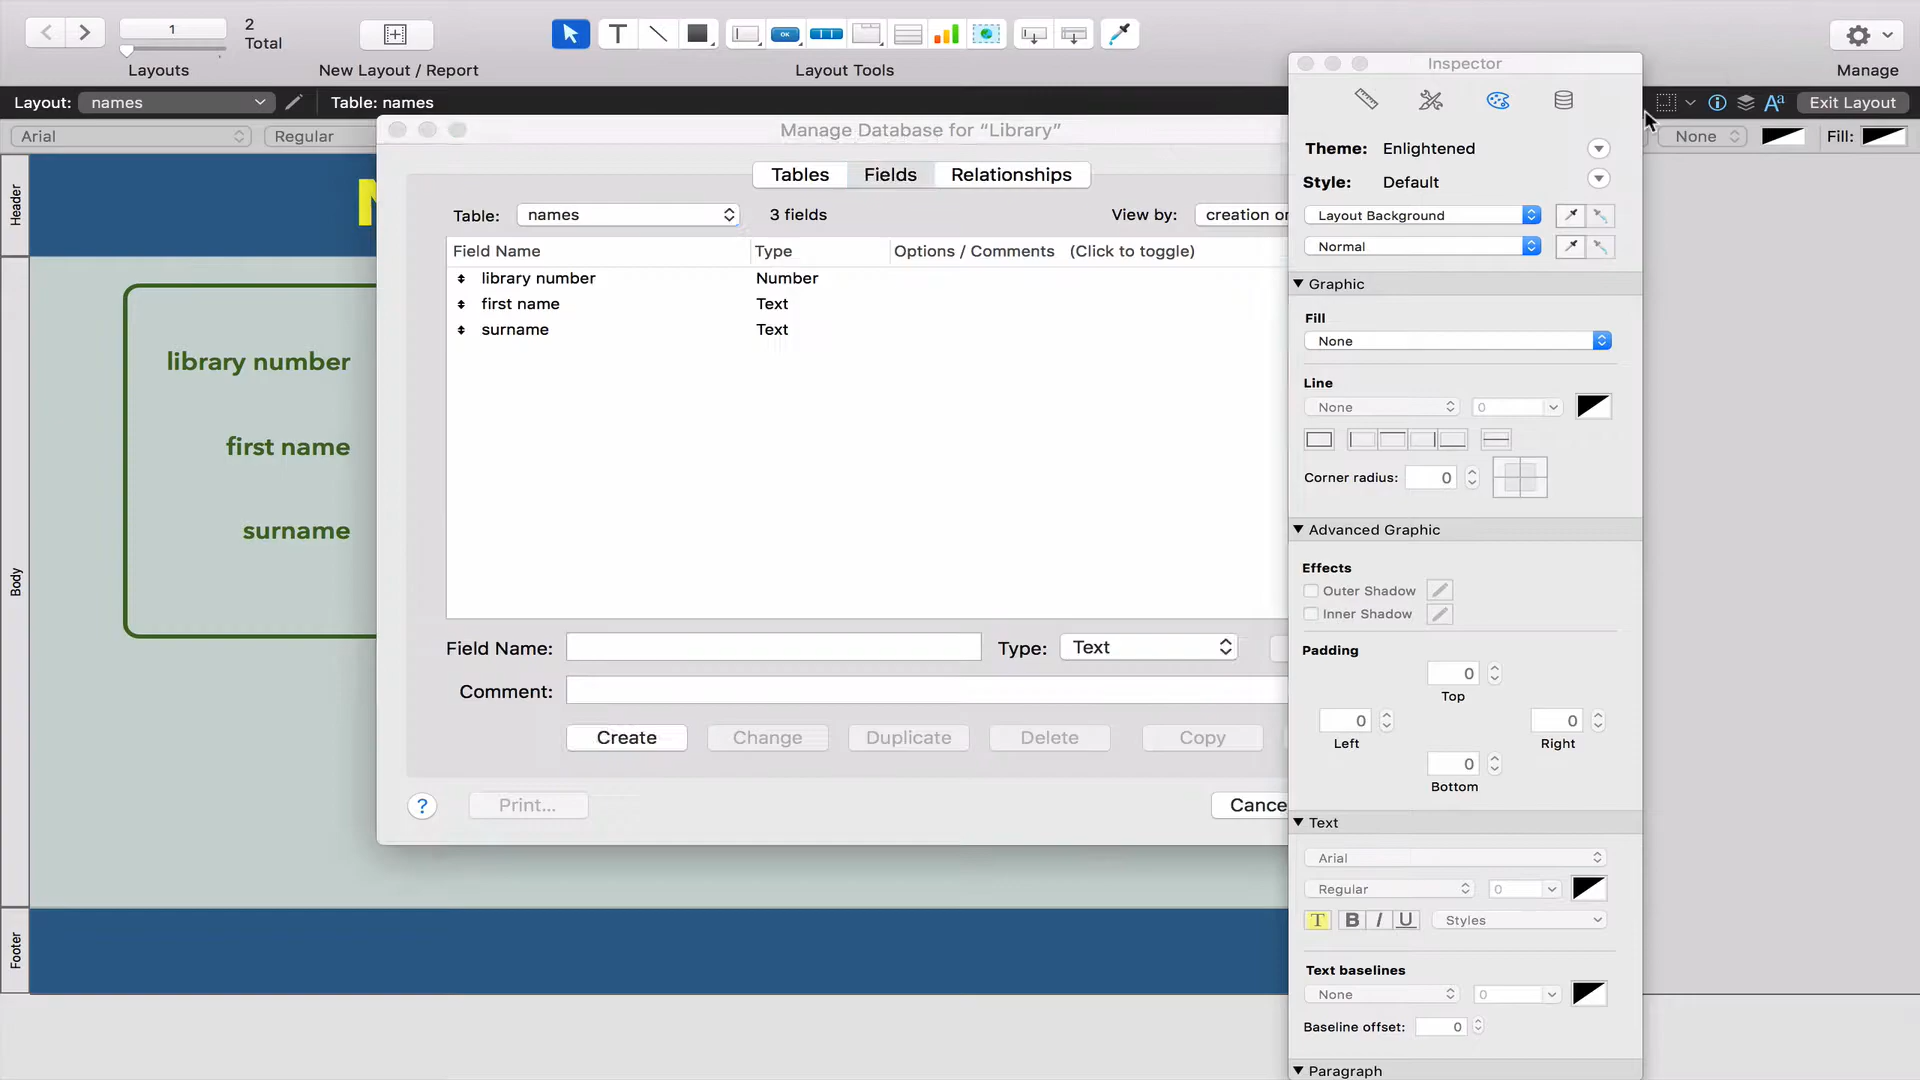 1
2
Total
Layouts
New Layout / Report
OK
Layout Tools
Manage
Layout: names
Table: names
Exit Layout
Arial
Regular
None
Fill:
Header
Body
Footer
library number
first name
surname
Manage Database for “Library”
Tables
Fields
Relationships
Table: names
3 fields
View by:
Field Name
Type
Options / Comments (Click to toggle)
library number Number
first name Text
surname Text
Field Name:
Type: Text
Comment:
Create
Change
Duplicate
Delete
Copy
?
Print...
Inspector
Theme: Enlightened
Style: Default
Layout Background
Normal
Graphic
Fill
None
Line
None
0
Corner radius: 0
Advanced Graphic
Effects
Outer Shadow
Inner Shadow
Padding
0
Top
0
Left
0
Right
0
Bottom
Text
Arial
Regular
0
T B I U Styles
Text baselines
None
0
Baseline offset: 0
Paragraph